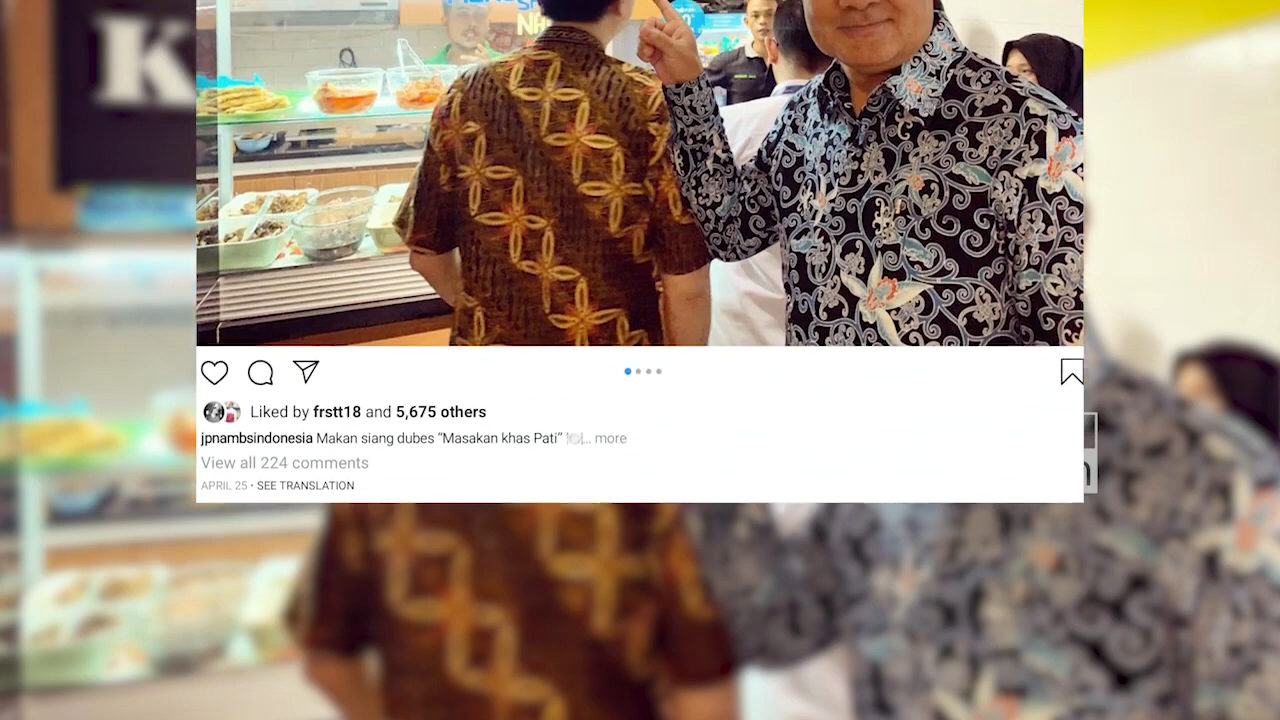 K
Liked by frstt18 and 5,675 others
jpnambsindonesia Makan siang dubes “Masakan khas Pati” 🍽️... more
View all 224 comments
APRIL 25 • SEE TRANSLATION